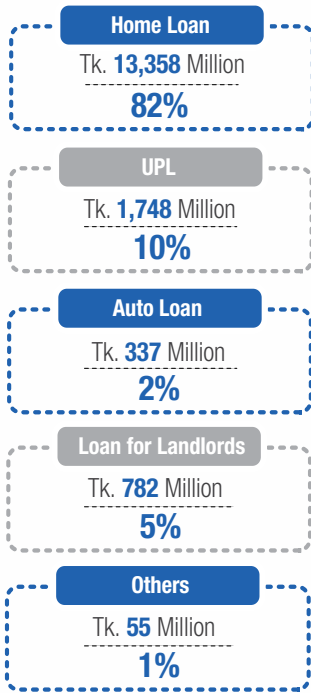 Home Loan
Tk. 13,358 Million
82%
UPL
Tk. 1,748 Million
10%
Auto Loan
Tk. 337 Million
2%
Loan for Landlords
Tk. 782 Million
5%
Others
Tk. 55 Million
1%